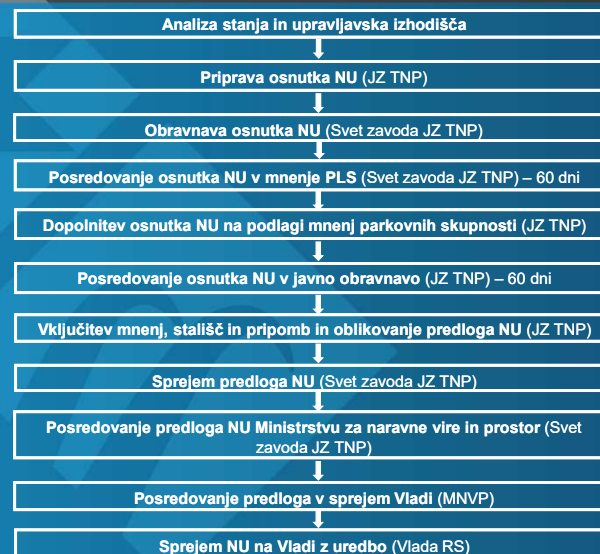 Analiza stanja in upravljavska izhodišča
Priprava osnutka NU (JZ TNP)
Obravnava osnutka NU (Svet zavoda JZ TNP)
Posredovanje osnutka NU v mnenje PLS (Svet zavoda JZ TNP) – 60 dni
Dopolnitev osnutka NU na podlagi mnenj parkovnih skupnosti (JZ TNP)
Posredovanje osnutka NU v javno obravnavo (JZ TNP) – 60 dni
Vključitev mnenj, stališč in pripomb in oblikovanje predloga NU (JZ TNP)
Sprejem predloga NU (Svet zavoda JZ TNP)
Posredovanje predloga NU Ministrstvu za naravne vire in prostor (Svet
zavoda JZ TNP)
Posredovanje predloga v sprejem Vladi (MNVP)
Sprejem NU na Vladi z uredbo (Vlada RS)